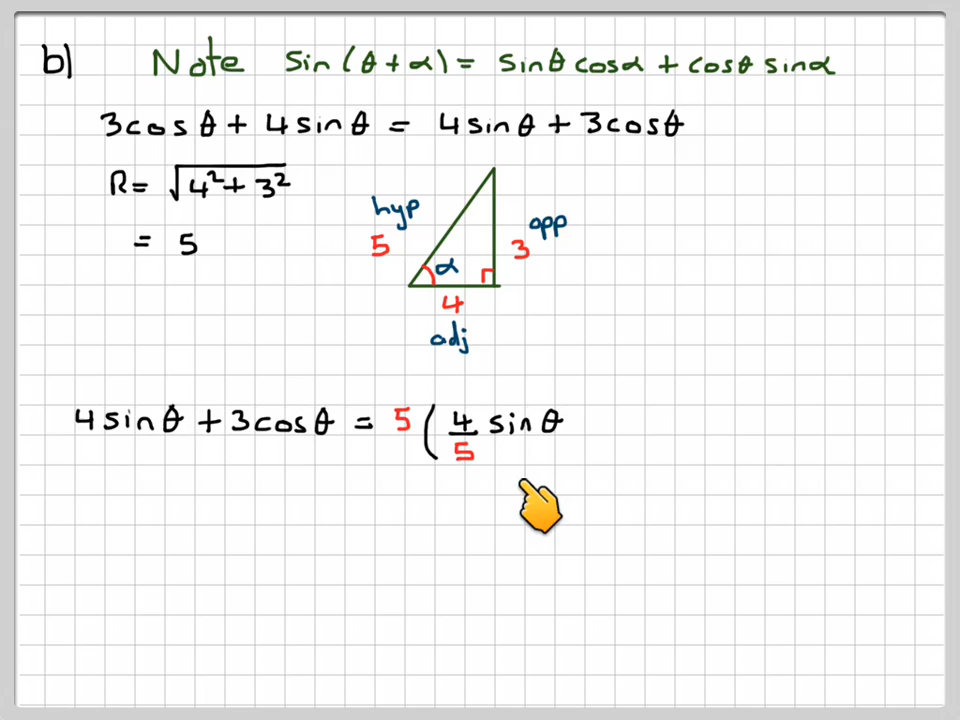 b) Note sin(θ+α) = sinθ cosα + cosθ sinα
3cosθ + 4sinθ = 4sinθ + 3cosθ
R = √4²+3²
= 5
hyp
5
α
opp
3
4
adj
4sinθ + 3cosθ = 5 ( 4/5 sinθ